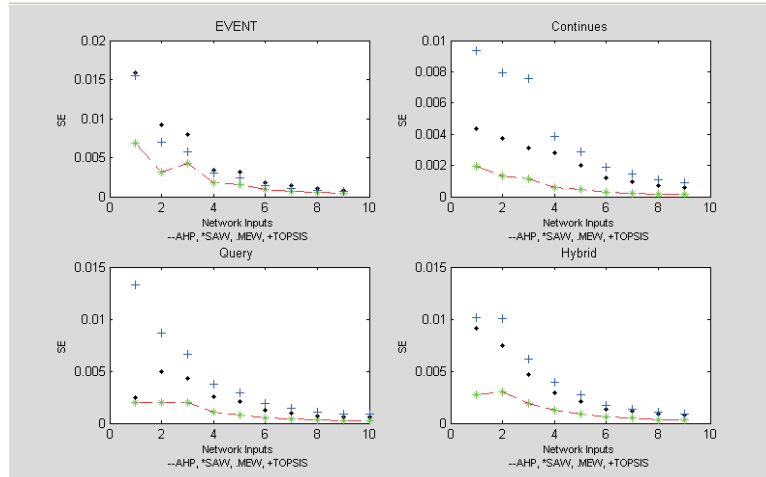 EVENT
0.02
0.015
0.01
0.005
0
SE
0 2 4 6 8 10
Network Inputs
--AHP, *SAW, .MEW, +TOPSIS
Continues
0.01
0.008
0.006
0.004
0.002
0
SE
0 2 4 6 8 10
Network Inputs
--AHP, *SAW, .MEW, +TOPSIS
Query
0.015
0.01
0.005
0
SE
0 2 4 6 8 10
Network Inputs
--AHP, *SAW, .MEW, +TOPSIS
Hybrid
0.015
0.01
0.005
0
SE
0 2 4 6 8 10
Network Inputs
--AHP, *SAW, .MEW, +TOPSIS